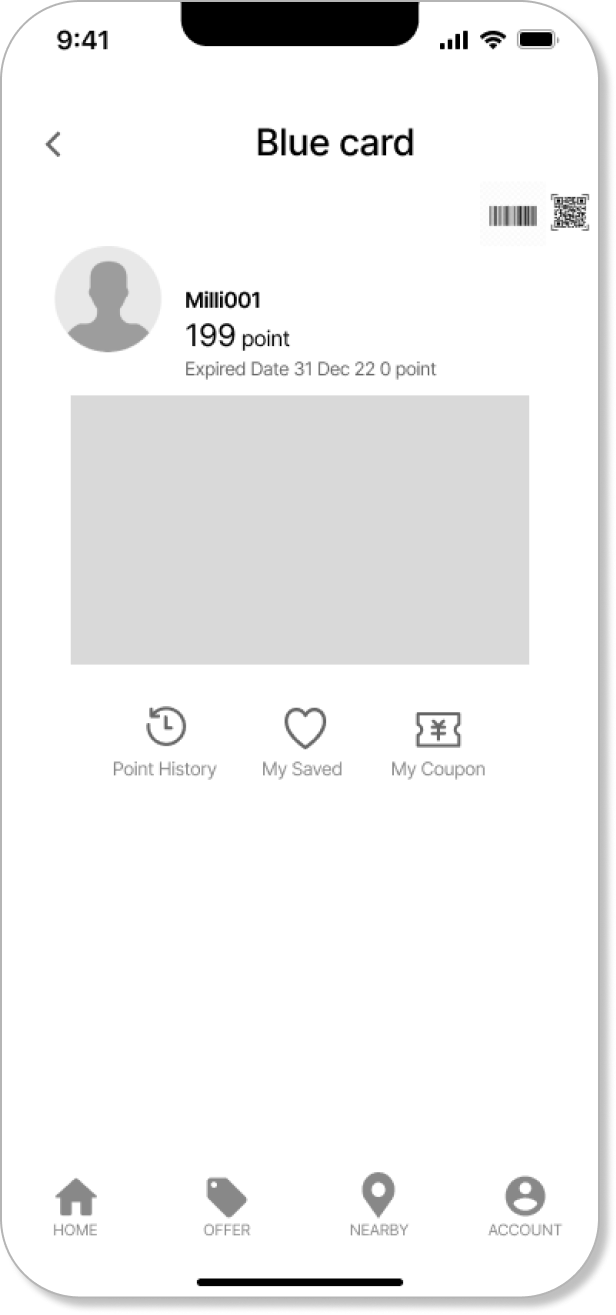 9:41
Blue card
Milli001
199 point
Expired Date 31 Dec 22 0 point
Point History
My Saved
My Coupon
HOME
OFFER
NEARBY
ACCOUNT